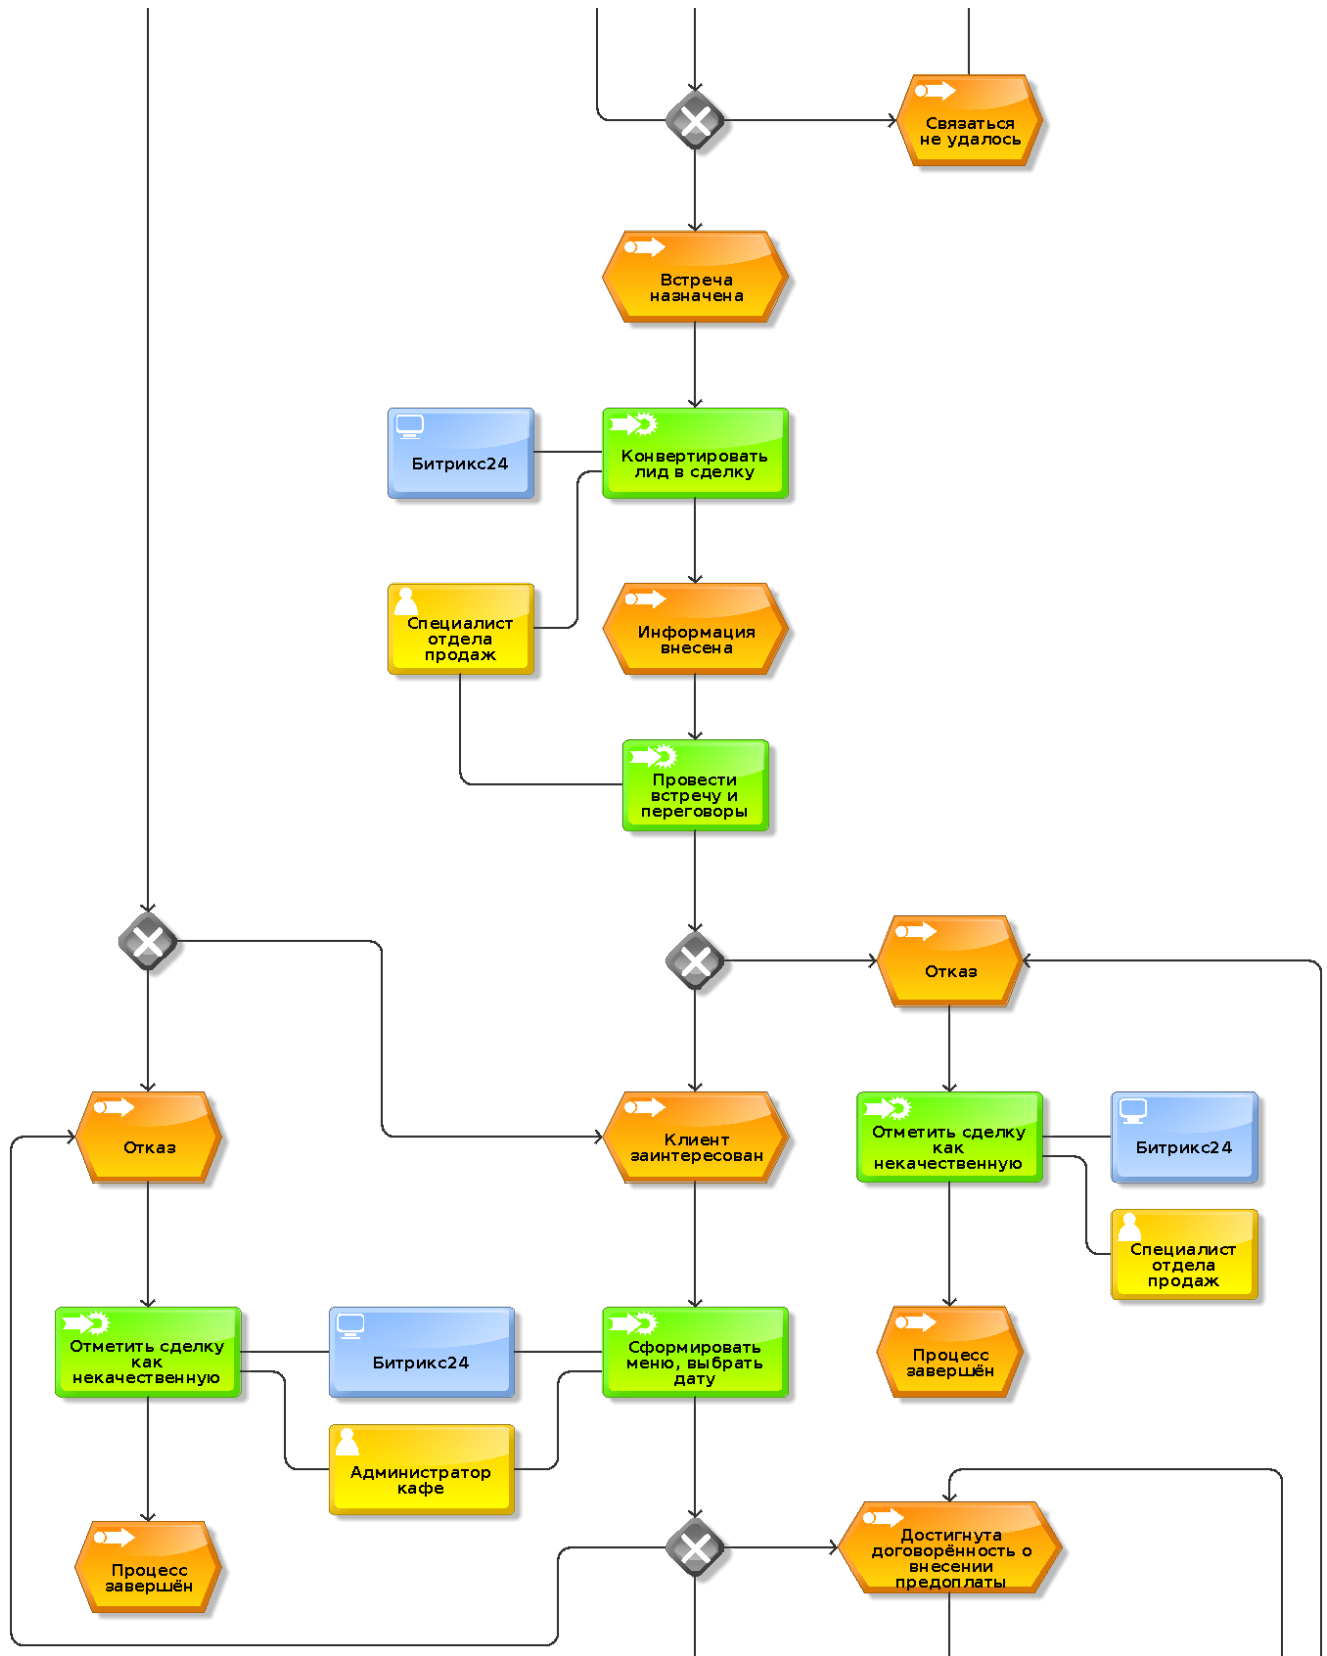 Связаться
не удалось
Встреча
назначена
Битрикс24
Конвертировать
лид в сделку
Специалист
отдела
продаж
Информация
внесена
Провести
встречу и
переговоры
Отказ
Отказ
Клиент
заинтересован
Отметить сделку
как
некачественную
Битрикс24
Специалист
отдела
продаж
Отметить сделку
как
некачественную
Битрикс24
Сформировать
меню, выбрать
дату
Процесс
завершён
Администратор
кафе
Процесс
завершён
Достигнута
договорённость о
внесении
предоплаты